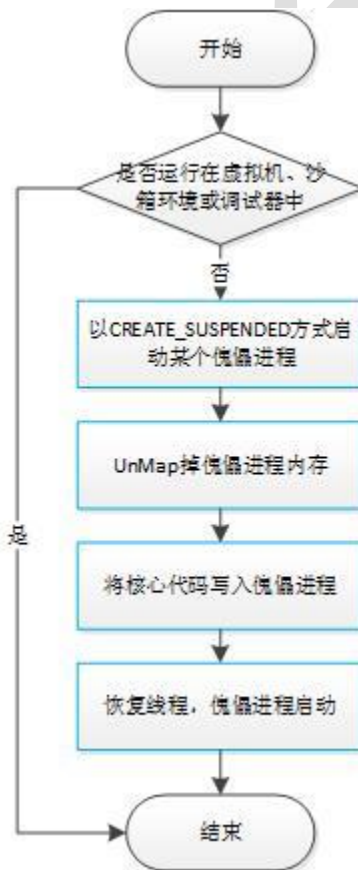 开始
是否运行在虚拟机、沙
箱环境或调试器中
否
以CREATE_SUSPENDED方式启
动某个傀儡进程
UnMap掉傀儡进程内存
是
将核心代码写入傀儡进程
恢复线程,傀儡进程启动
结束